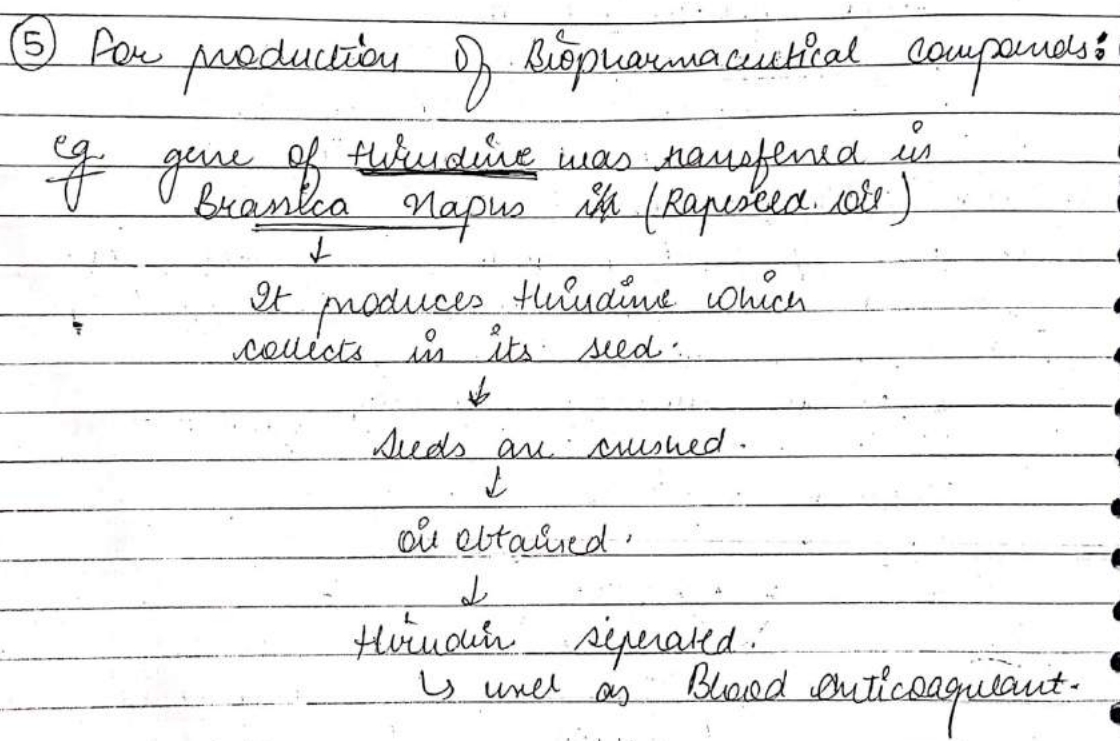 ⑤ For production of Biopharmaceutical compounds:
eg. gene of Hirudine was transferred in
Brassica Napus (Rapeseed oil)
↓
It produces Hirudine which
collects in its seed.
↓
Seeds are crushed.
↓
oil obtained.
↓
Hirudin seperated.
↳ used as Blood anticoagulant.